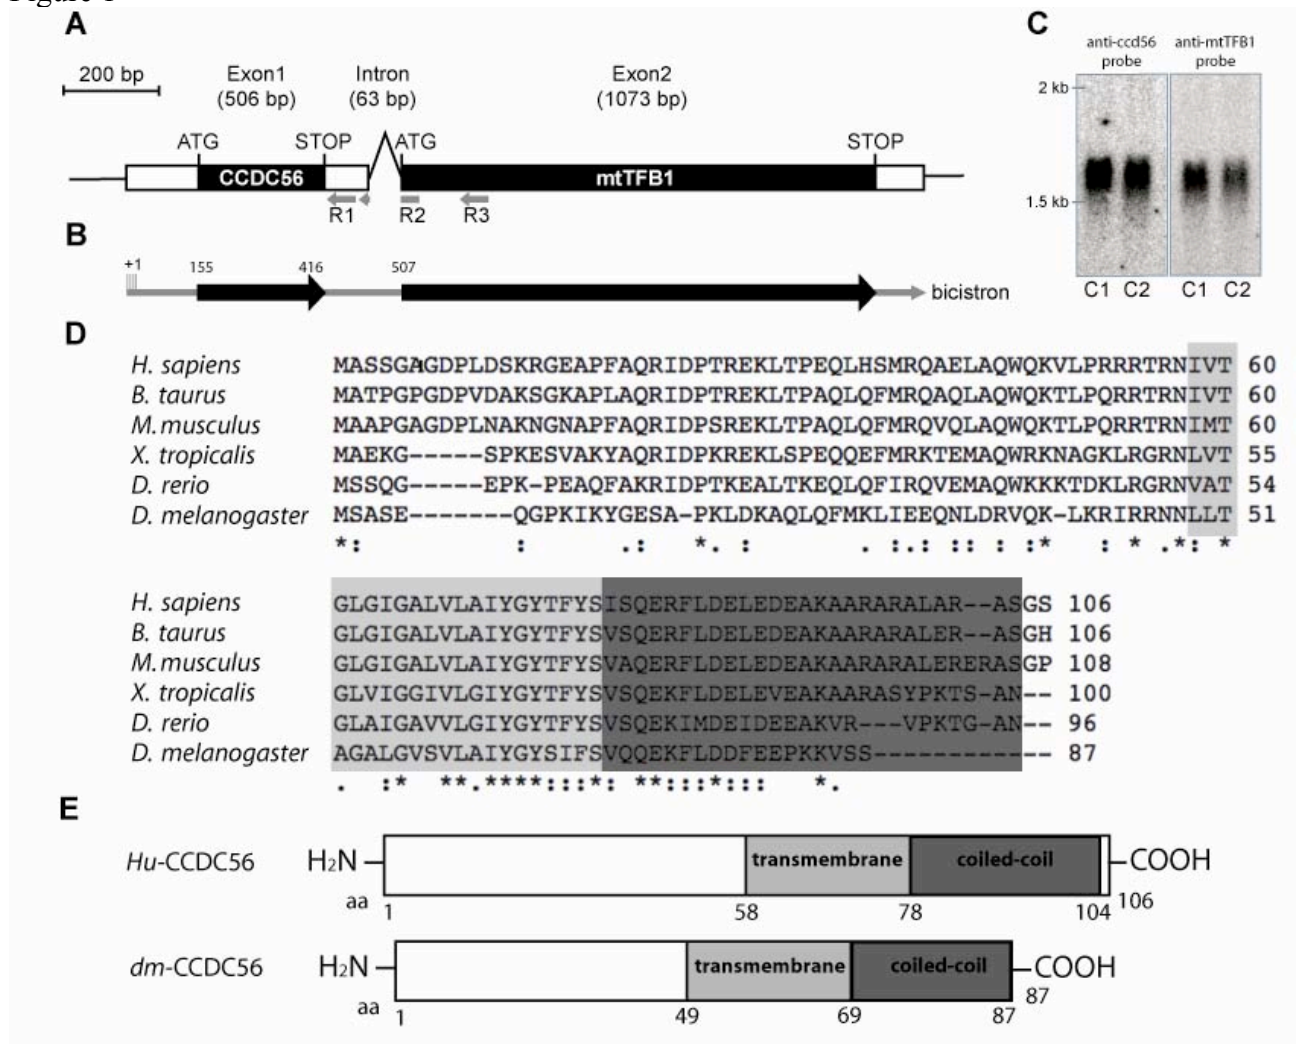 A
200 bp
Exon1
(506 bp)
Intron
(63 bp)
Exon2
(1073 bp)
ATG
STOP
ATG
STOP
CCDC56
mtTFB1
R1
R2
R3
B
+1
155
416
507
bicistron
C
anti-ccd56
probe
anti-mtTFB1
probe
2 kb
1.5 kb
C1 C2 C1 C2
D
H. sapiens MASSGAGDPLDSKRGEAPFAQRIDPTREKLTPEQLHSMRQAELAQWQKVLPRRRTRNIVT 60
B. taurus MATPGPGDPVDAKSGKAPLAQRIDPTREKLTPAQLQFMRQAQLAQWQKTLPQRRTRNIVT 60
M. musculus MAAPGAGDPLNAKNGNAPFAQRIDPSREKLTPAQLQFMRQVQLAQWQKTLPQRRTRNIMT 60
X. tropicalis MAEKG-----SPKESVAKYAQRIDPKREKLSPEQQEFMRKTEMAQWRKNAGKLRGRNLVT 55
D. rerio MSSQG-----EPK-PEAQFAKRIDPTKEALTKEQLQFIRQVEMAQWKKKTDKLRGRNVAT 54
D. melanogaster MSASE-------QGPKIKYGESA-PKLDKAQLQFMKLIEEQNLDRVQK-LKRIRRNNLLT 51
*: : .: *. : . :.: :: : :* : * .*: *
H. sapiens GLGIGALVLAIYGYTFYSISQERFLDELEDEAKAARARALAR--ASGS 106
B. taurus GLGIGALVLAIYGYTFYSVSQERFLDELEDEAKAARARALER--ASGH 106
M. musculus GLGIGALVLAIYGYTFYSVAQERFLDELEDEAKAARARALERERASGP 108
X. tropicalis GLVIGGIVLGIYGYTFYSVSQEKFLDELEVEAKAARASYPKTS-AN-- 100
D. rerio GLAIGAVVLGIYGYTFYSVSQEKIMDEIDEEAKVR---VPKTG-AN-- 96
D. melanogaster AGALGVSVLAIYGYSIFSVQQEKFLDDFEEPKKVSS------------ 87
. :* **.****:::*: **:::*::: *.
E
Hu-CCDC56
H2N
transmembrane
coiled-coil
COOH
aa 1 58 78 104 106
dm-CCDC56
H2N
transmembrane
coiled-coil
COOH
aa 1 49 69 87 87